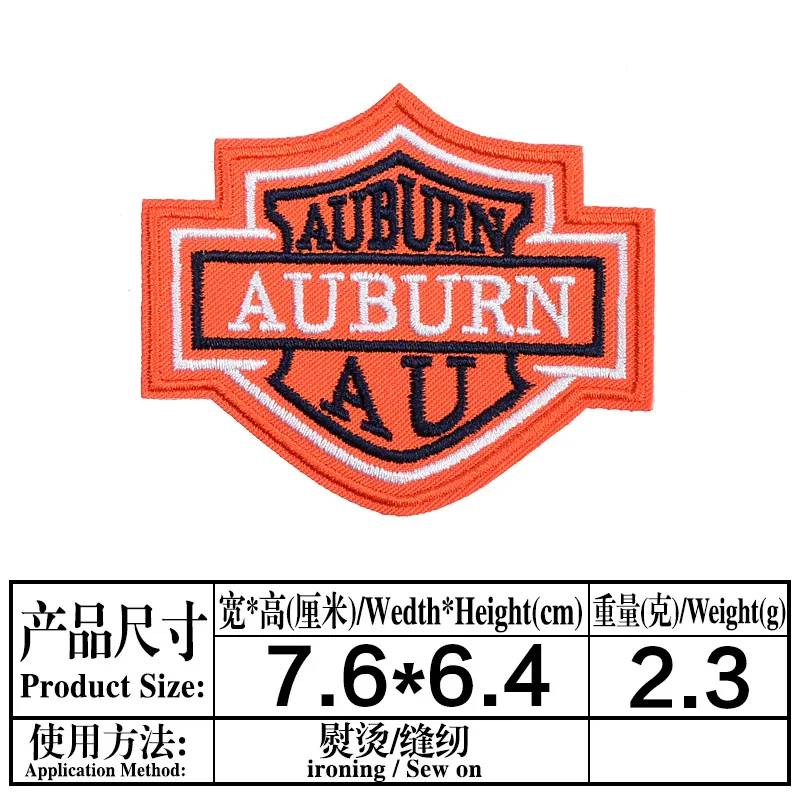 AUBURN
AUBURN
AU
产品尺寸
Product Size:
宽*高(厘米)/Wedth*Height(cm)
重量(克)/Weight(g)
7.6*6.4
2.3
使用方法:
Application Method:
熨烫/缝纫
ironing / Sew on